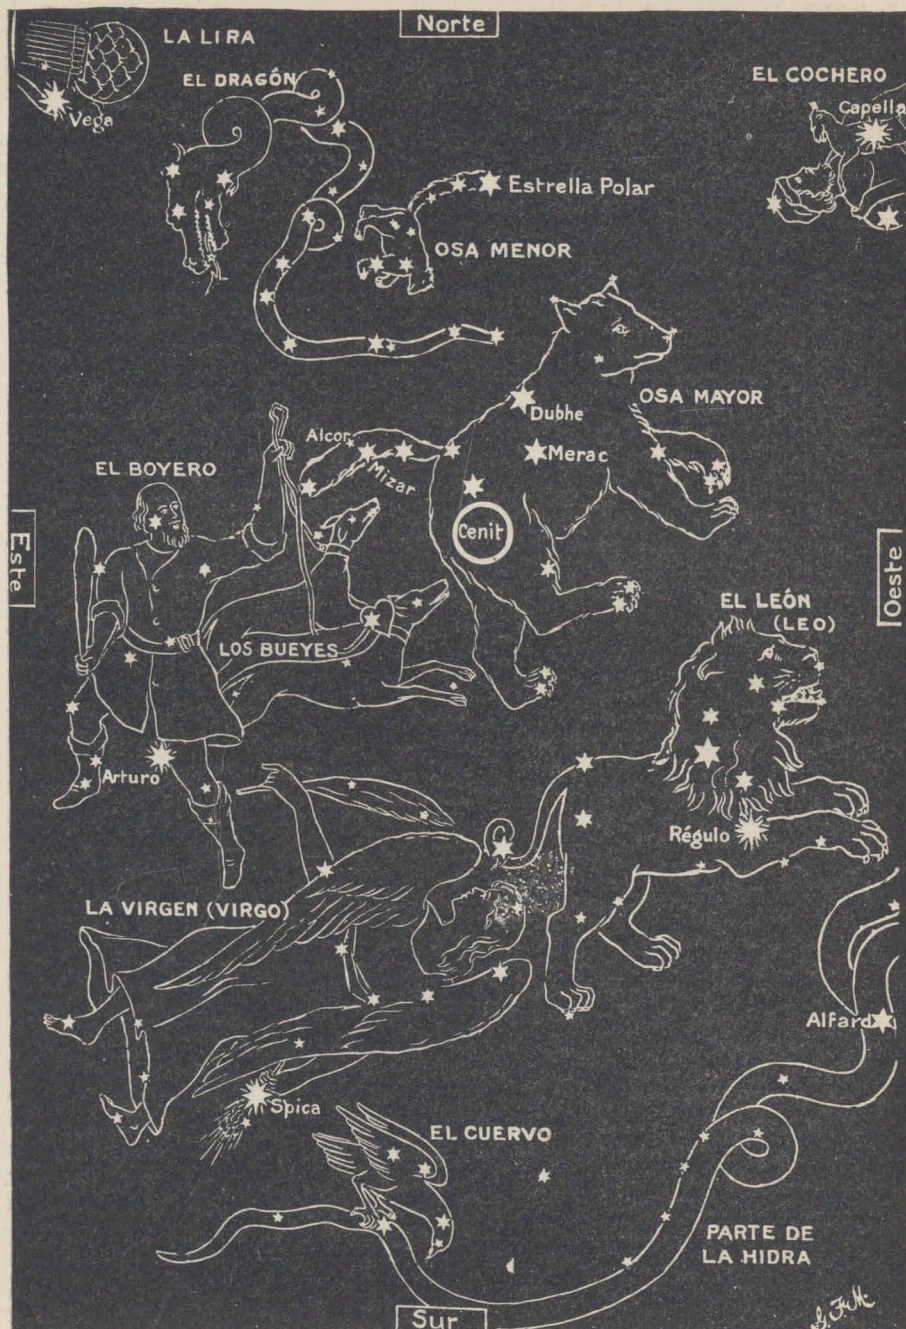 Norte
LA LIRA
EL DRAGÓN
EL COCHERO
Capella
Vega
Estrella Polar
OSA MENOR
OSA MAYOR
Dubhe
Alcor
Merac
Mizar
EL BOYERO
Cenit
Este
Oeste
EL LEÓN
(LEO)
LOS BUEYES
Arturo
Régulo
LA VIRGEN (VIRGO)
Alfard
Spica
EL CUERVO
PARTE DE
LA HIDRA
Sur